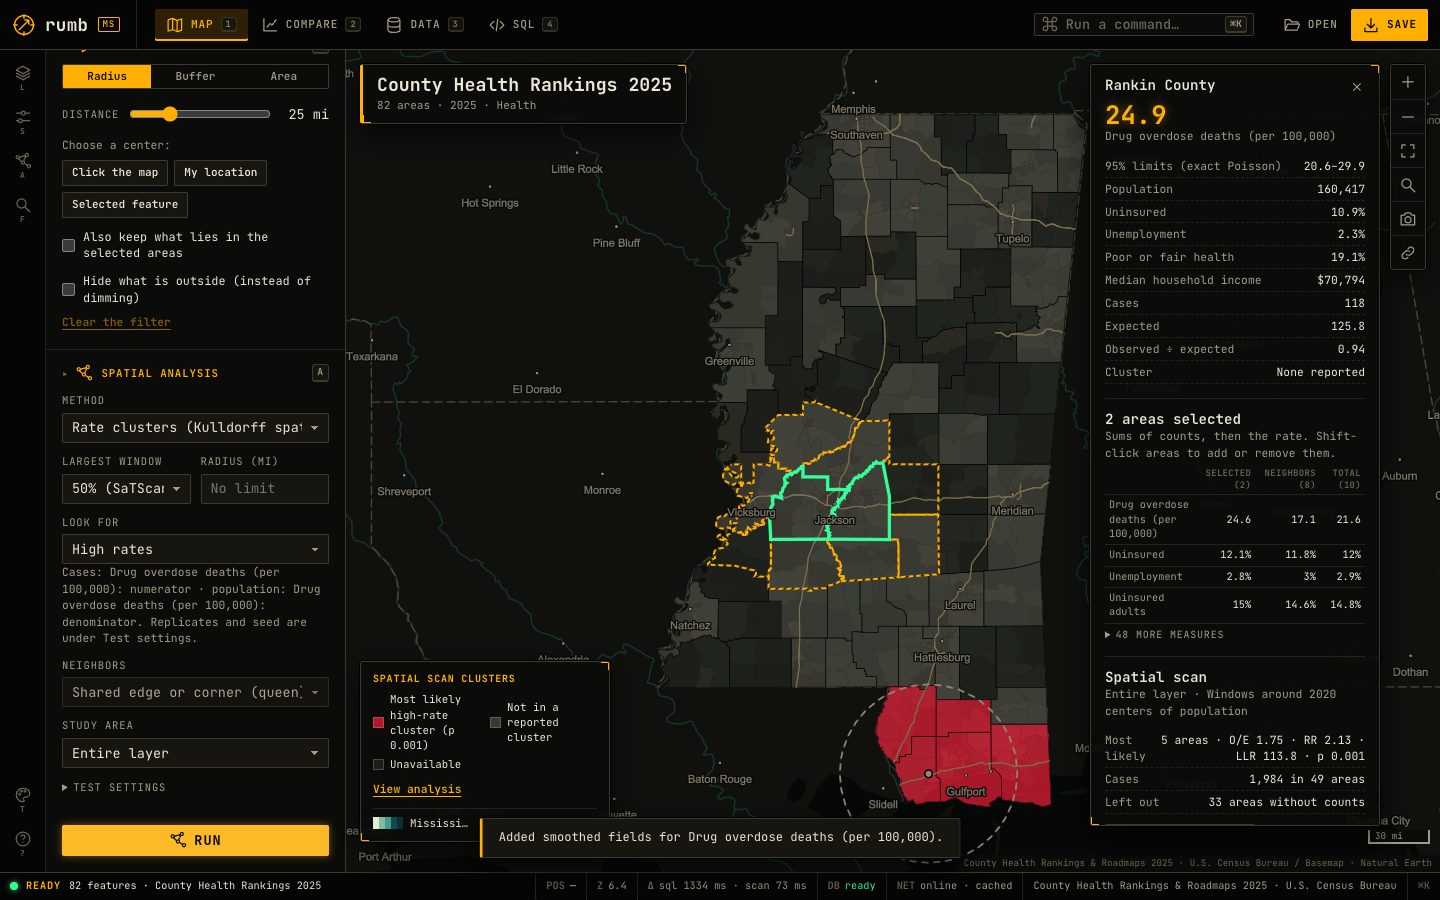 rumb MS
MAP 1
COMPARE 2
DATA 3
SQL 4
Run a command… ⌘K
OPEN
SAVE
L
S
A
F
T
?
Radius Buffer Area
DISTANCE 25 mi
Choose a center:
Click the map My location
Selected feature
Also keep what lies in the
selected areas
Hide what is outside (instead of
dimming)
Clear the filter
SPATIAL ANALYSIS A
METHOD
Rate clusters (Kulldorff spat
LARGEST WINDOW RADIUS (MI)
50% (SaTScan No limit
LOOK FOR
High rates
Cases: Drug overdose deaths (per
100,000): numerator · population: Drug
overdose deaths (per 100,000):
denominator. Replicates and seed are
under Test settings.
NEIGHBORS
Shared edge or corner (queen)
STUDY AREA
Entire layer
TEST SETTINGS
RUN
County Health Rankings 2025
82 areas · 2025 · Health
Memphis
Southaven
Little Rock
Hot Springs
Pine Bluff
Tupelo
Texarkana
Greenville
El Dorado
Shreveport
Monroe
Vicksburg
Jackson
Meridian
Auburn
Laurel
Natchez
Hattiesburg
Alexandria
Dothan
Baton Rouge
Slidell
Gulfport
Port Arthur
SPATIAL SCAN CLUSTERS
Most likely
high-rate
cluster (p
0.001)
Not in a
reported
cluster
Unavailable
View analysis
Mississi…
Added smoothed fields for Drug overdose deaths (per 100,000).
Rankin County
24.9
Drug overdose deaths (per 100,000)
95% limits (exact Poisson) 20.6–29.9
Population 160,417
Uninsured 10.9%
Unemployment 2.3%
Poor or fair health 19.1%
Median household income $70,794
Cases 118
Expected 125.8
Observed ÷ expected 0.94
Cluster None reported
2 areas selected
Sums of counts, then the rate. Shift-
click areas to add or remove them.
SELECTED (2) NEIGHBORS (8) TOTAL (10)
Drug overdose deaths (per 100,000) 24.6 17.1 21.6
Uninsured 12.1% 11.8% 12%
Unemployment 2.8% 3% 2.9%
Uninsured adults 15% 14.6% 14.8%
48 MORE MEASURES
Spatial scan
Entire layer · Windows around 2020
centers of population
Most likely 5 areas · O/E 1.75 · RR 2.13 ·
LLR 113.8 · p 0.001
Cases 1,984 in 49 areas
Left out 33 areas without counts
30 mi
County Health Rankings & Roadmaps 2025 · U.S. Census Bureau / Basemap · Natural Earth
READY 82 features · County Health Rankings 2025
POS —
Z 6.4
Δ sql 1334 ms · scan 73 ms
DB ready
NET online · cached
County Health Rankings & Roadmaps 2025 · U.S. Census Bureau
⌘K